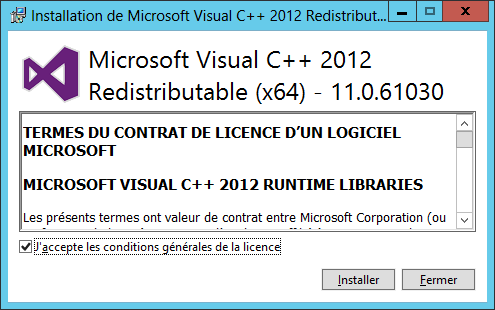 Installation de Microsoft Visual C++ 2012 Redistribut...
Microsoft Visual C++ 2012
Redistributable (x64) - 11.0.61030
TERMES DU CONTRAT DE LICENCE D’UN LOGICIEL
MICROSOFT
MICROSOFT VISUAL C++ 2012 RUNTIME LIBRARIES
Les présents termes ont valeur de contrat entre Microsoft Corporation (ou
J'accepte les conditions générales de la licence
Installer Fermer